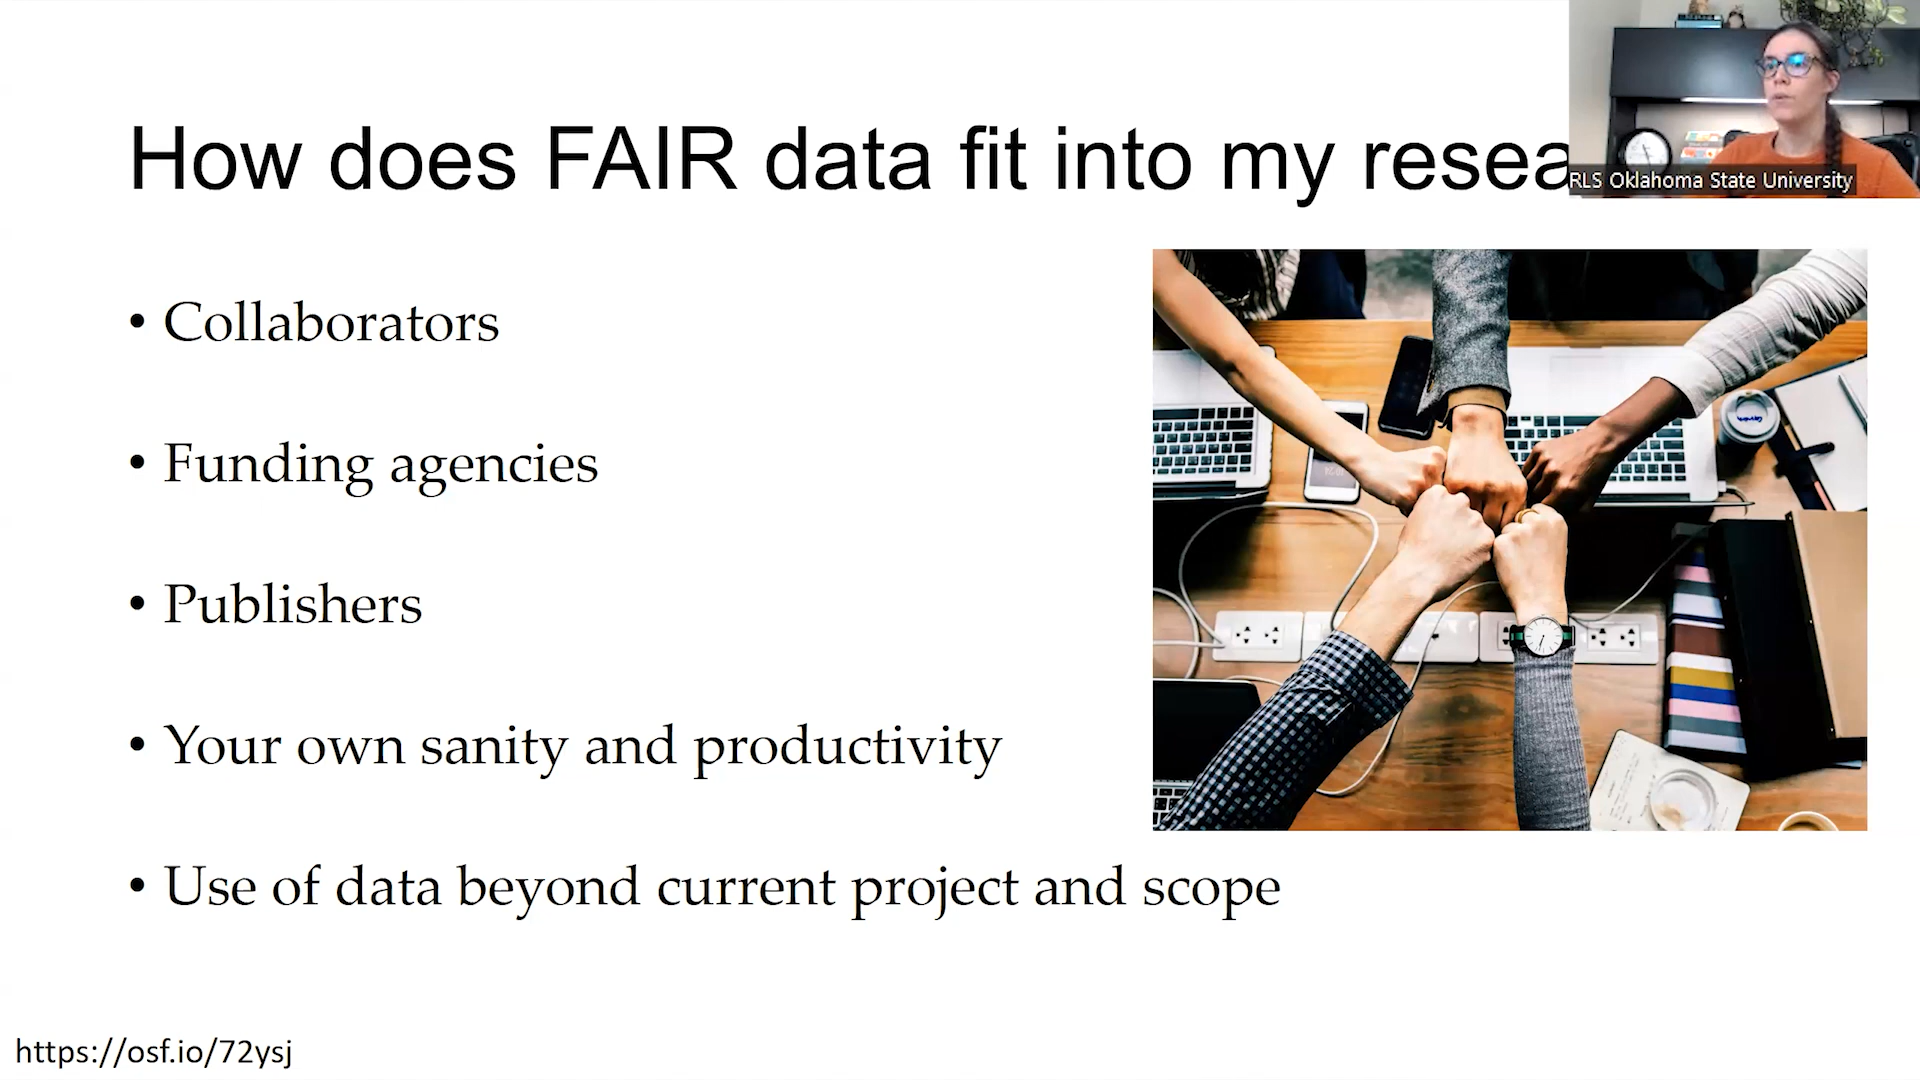 How does FAIR data fit into my resea
RLS Oklahoma State University
• Collaborators
• Funding agencies
• Publishers
• Your own sanity and productivity
• Use of data beyond current project and scope
https://osf.io/72ysj